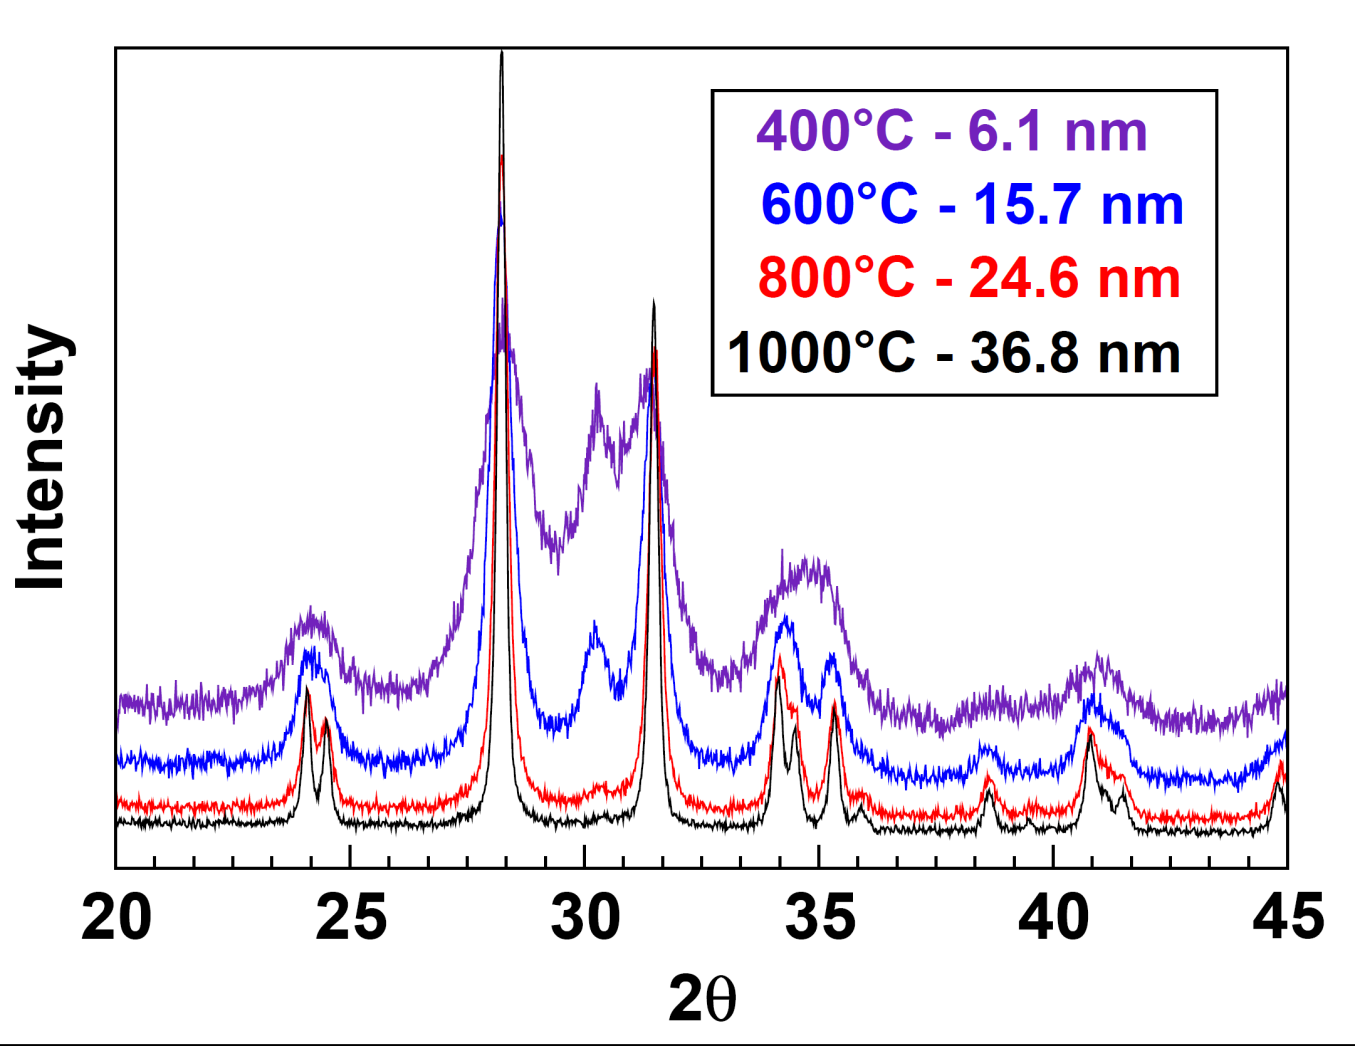 400°C - 6.1 nm
600°C - 15.7 nm
800°C - 24.6 nm
1000°C - 36.8 nm
Intensity
20 25 30 35 40 45
2θ